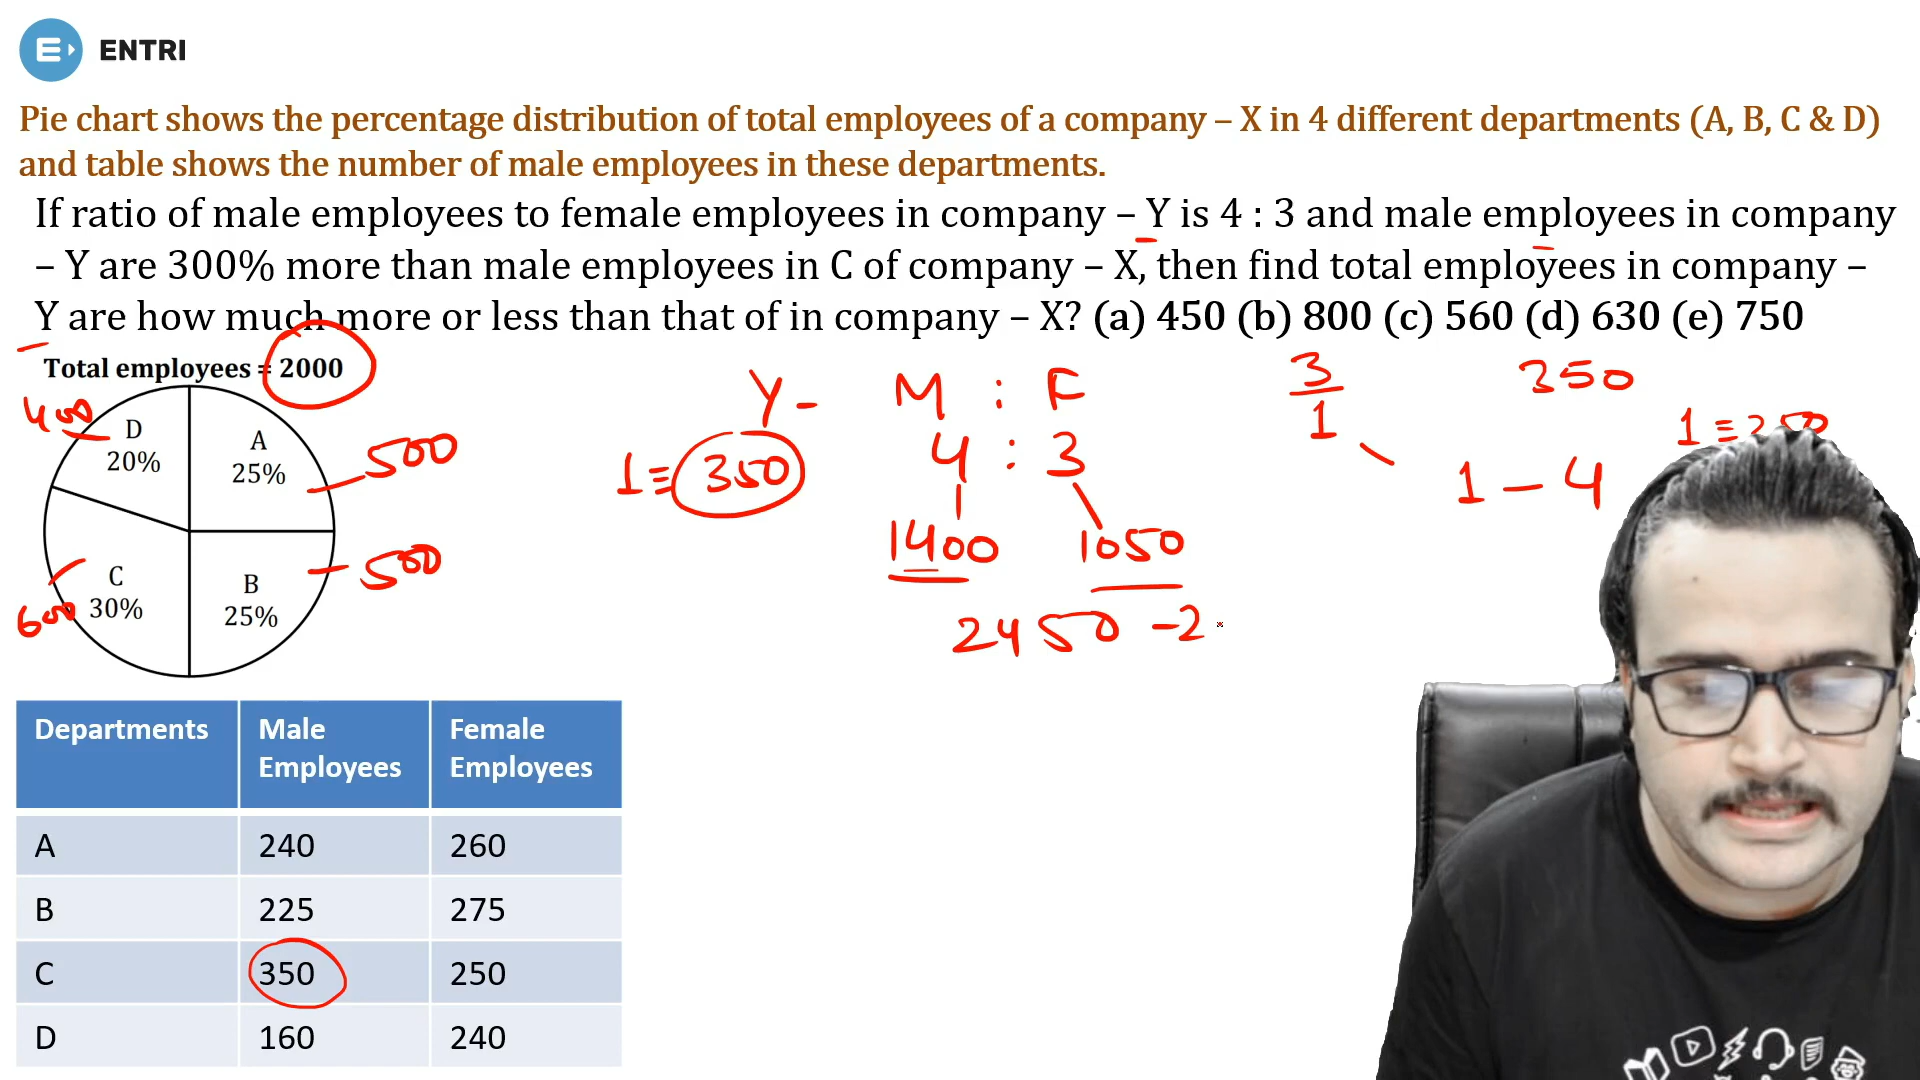 ENTRI
Pie chart shows the percentage distribution of total employees of a company – X in 4 different departments (A, B, C & D)
and table shows the number of male employees in these departments.
If ratio of male employees to female employees in company – Y is 4 : 3 and male employees in company
– Y are 300% more than male employees in C of company – X, then find total employees in company –
Y are how much more or less than that of in company – X? (a) 450 (b) 800 (c) 560 (d) 630 (e) 750
Total employees = 2000
400
D
20%
A
25%
500
C
30%
600
B
25%
500
Y - M : F
1 ≡ 350 4 : 3
1400 1050
2450 - 2
3
1
350
1 - 4
Departments Male Employees Female Employees
A 240 260
B 225 275
C 350 250
D 160 240